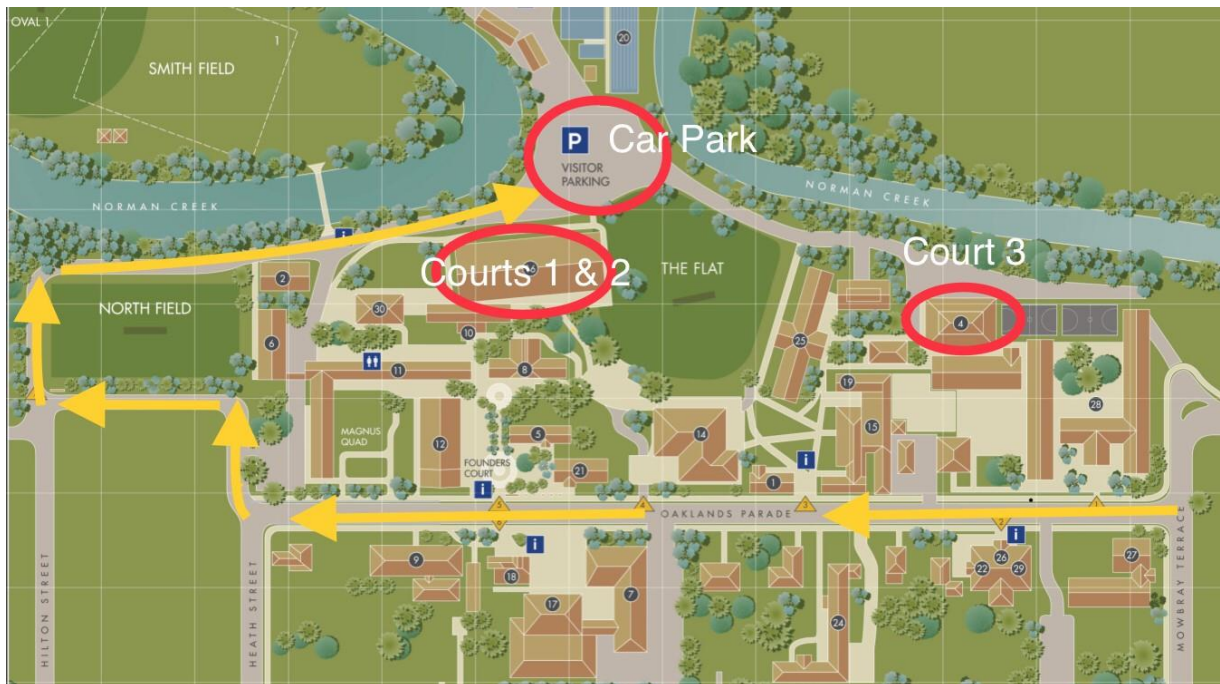 OVAL 1
1
SMITH FIELD
20
P
Car Park
VISITOR
PARKING
NORMAN CREEK
NORMAN CREEK
i
Court 3
Courts 1 & 2
THE FLAT
2
NORTH FIELD
30
10
6
4
25
11
8
19
28
MAGNUS
QUAD
12
5
14
15
FOUNDERS
COURT
21
i
1
i
5
4
3
1
OAKLANDS PARADE
6
2
i
i
9
18
26
22
29
27
17
7
24
HILTON STREET
HEATH STREET
MOWBRAY TERRACE